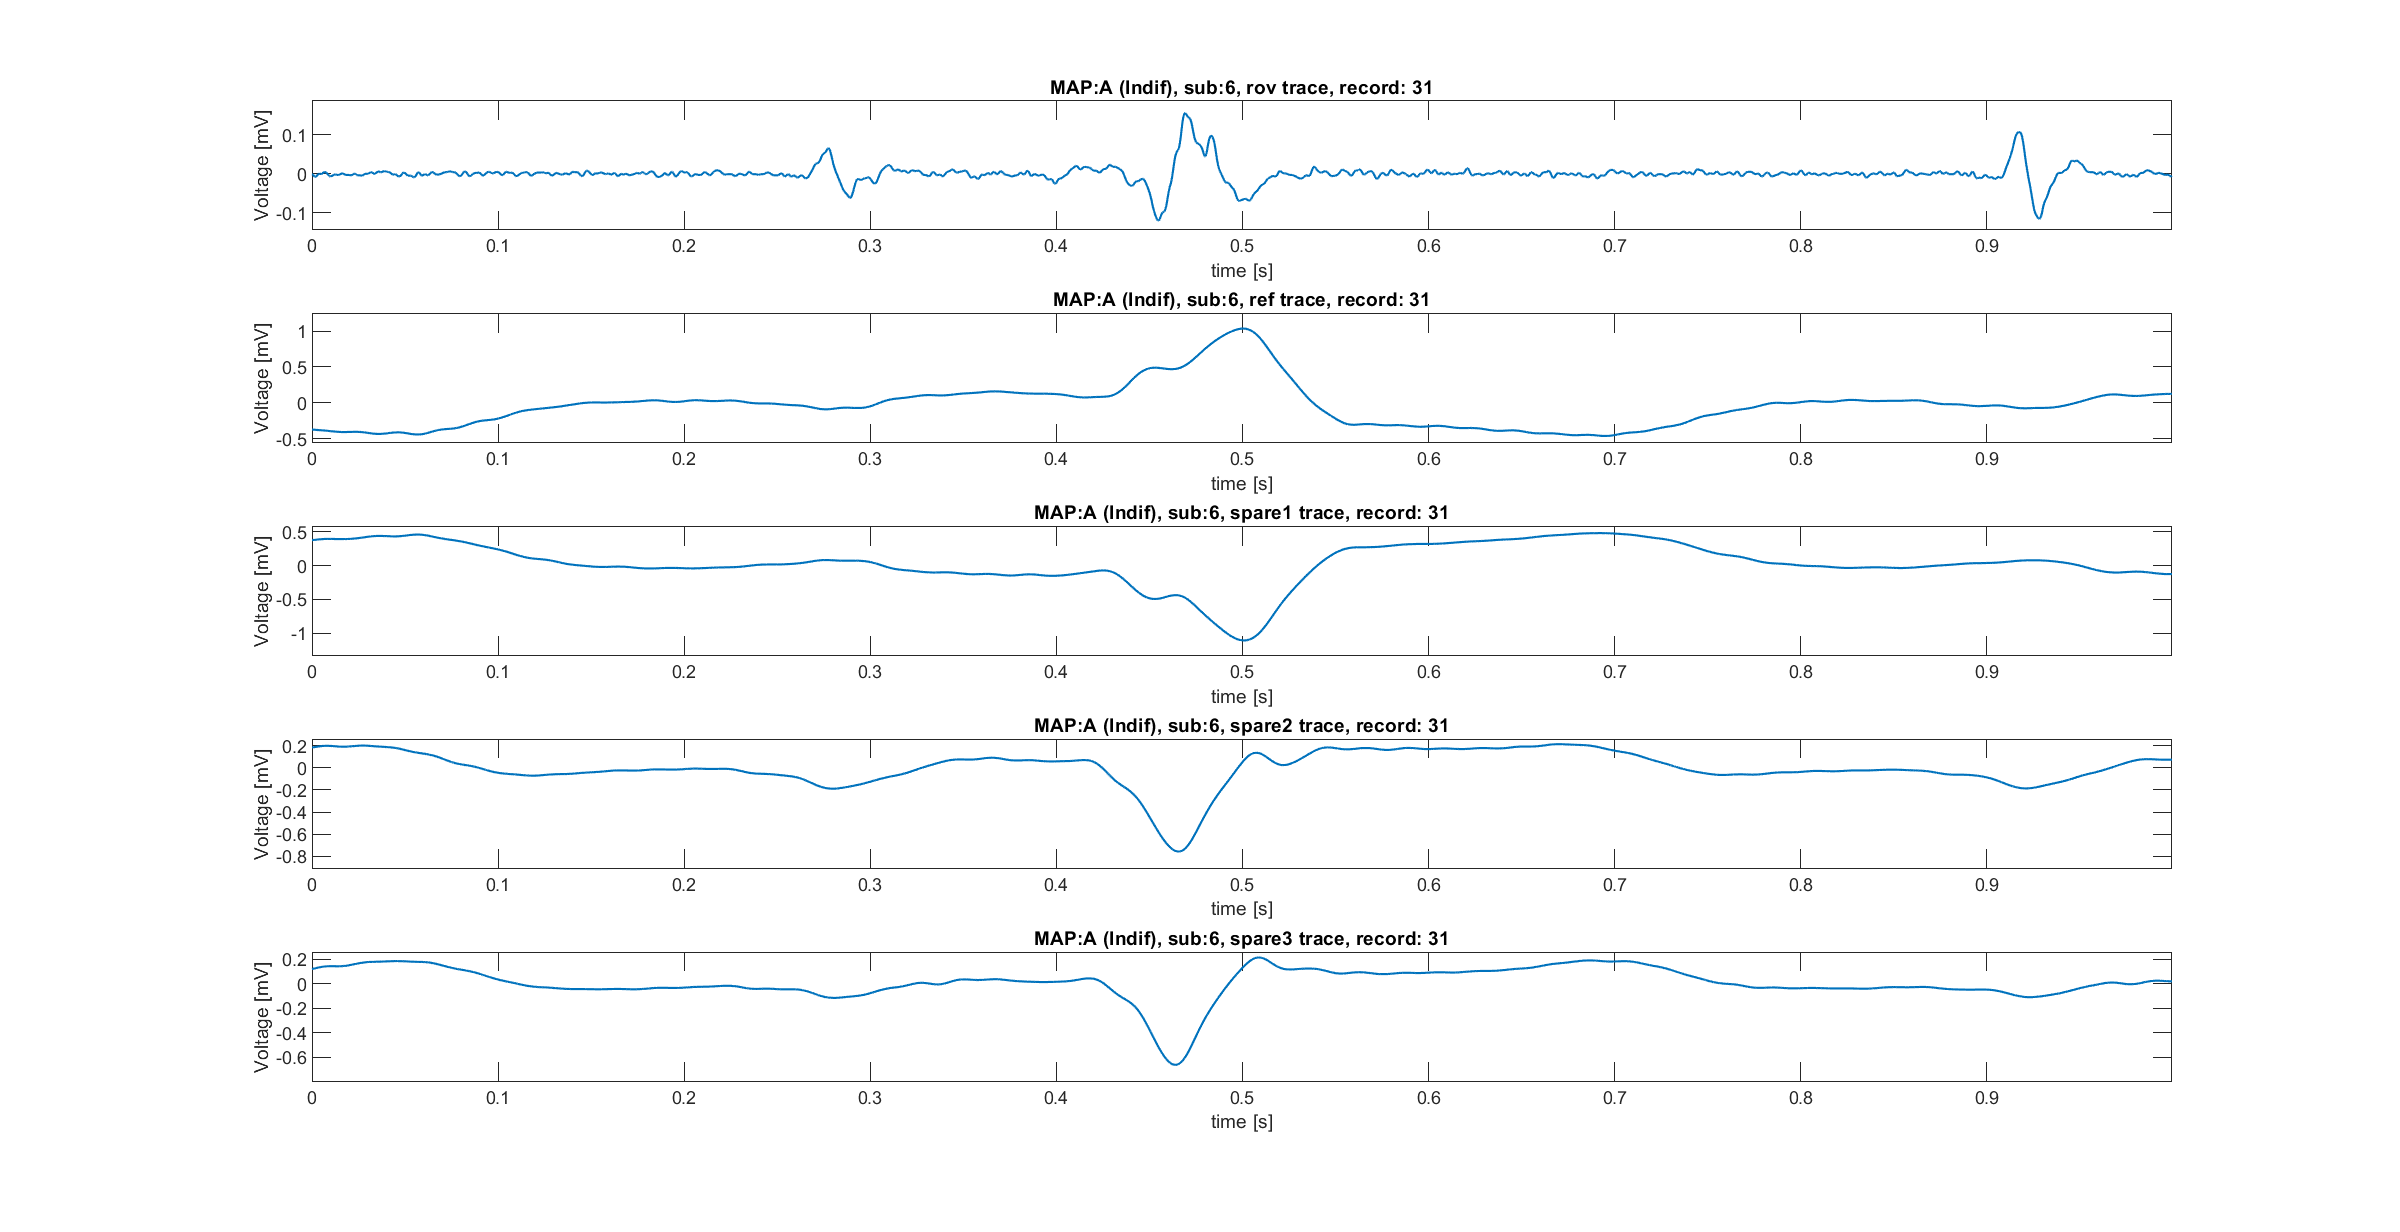 MAP:A (Indif), sub:6, rov trace, record: 31
Voltage [mV]
0.1
0
-0.1
0 0.1 0.2 0.3 0.4 0.5 0.6 0.7 0.8 0.9
time [s]
MAP:A (Indif), sub:6, ref trace, record: 31
Voltage [mV]
1
0.5
0
-0.5
0 0.1 0.2 0.3 0.4 0.5 0.6 0.7 0.8 0.9
time [s]
MAP:A (Indif), sub:6, spare1 trace, record: 31
Voltage [mV]
0.5
0
-0.5
-1
0 0.1 0.2 0.3 0.4 0.5 0.6 0.7 0.8 0.9
time [s]
MAP:A (Indif), sub:6, spare2 trace, record: 31
Voltage [mV]
0.2
0
-0.2
-0.4
-0.6
-0.8
0 0.1 0.2 0.3 0.4 0.5 0.6 0.7 0.8 0.9
time [s]
MAP:A (Indif), sub:6, spare3 trace, record: 31
Voltage [mV]
0.2
0
-0.2
-0.4
-0.6
0 0.1 0.2 0.3 0.4 0.5 0.6 0.7 0.8 0.9
time [s]